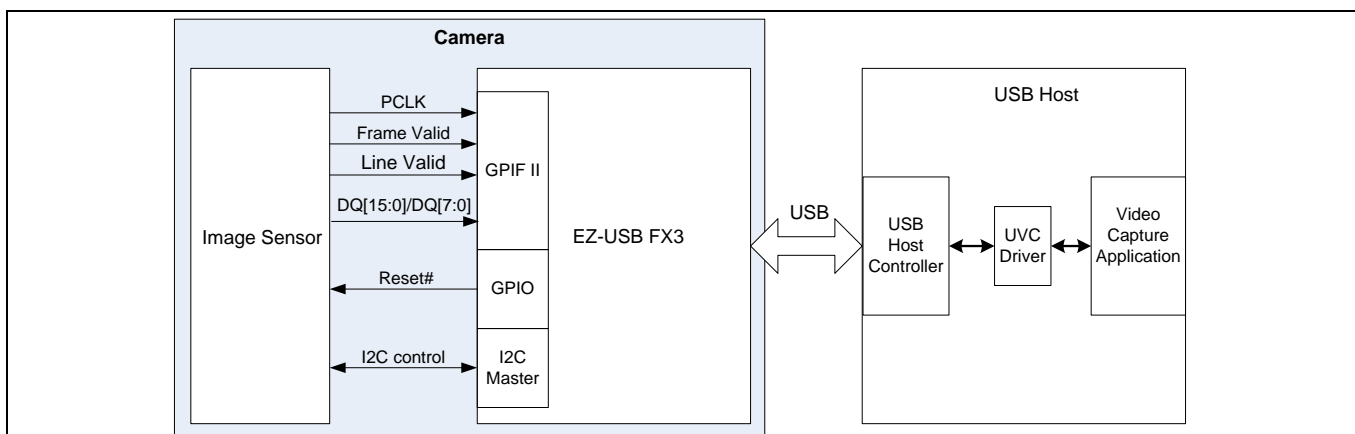 Camera
Image Sensor
PCLK
Frame Valid
Line Valid
DQ[15:0]/DQ[7:0]
Reset#
I2C control
GPIF II
GPIO
I2C
Master
EZ-USB FX3
USB
USB Host
USB
Host
Controller
UVC
Driver
Video
Capture
Application